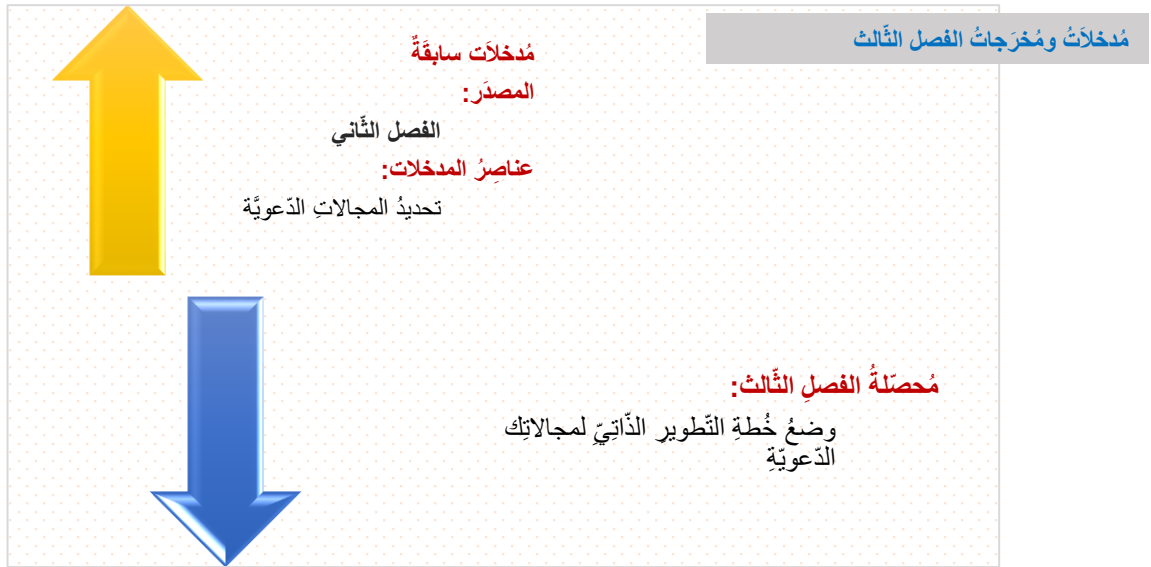 مُدخلاَتُ ومُخرَجاتُ الفصل الثّالث
مُدخلاَت سابقَةٌ
المصدَر:
الفصل الثّاني
عناصِرُ المدخلات:
تحديدُ المجالاتِ الدّعويَّة
مُحصّلةُ الفصلِ الثّالث:
وضعُ خُطةِ التّطويرِ الذّاتِيّ لمجالاتِك
الدّعويّةِ